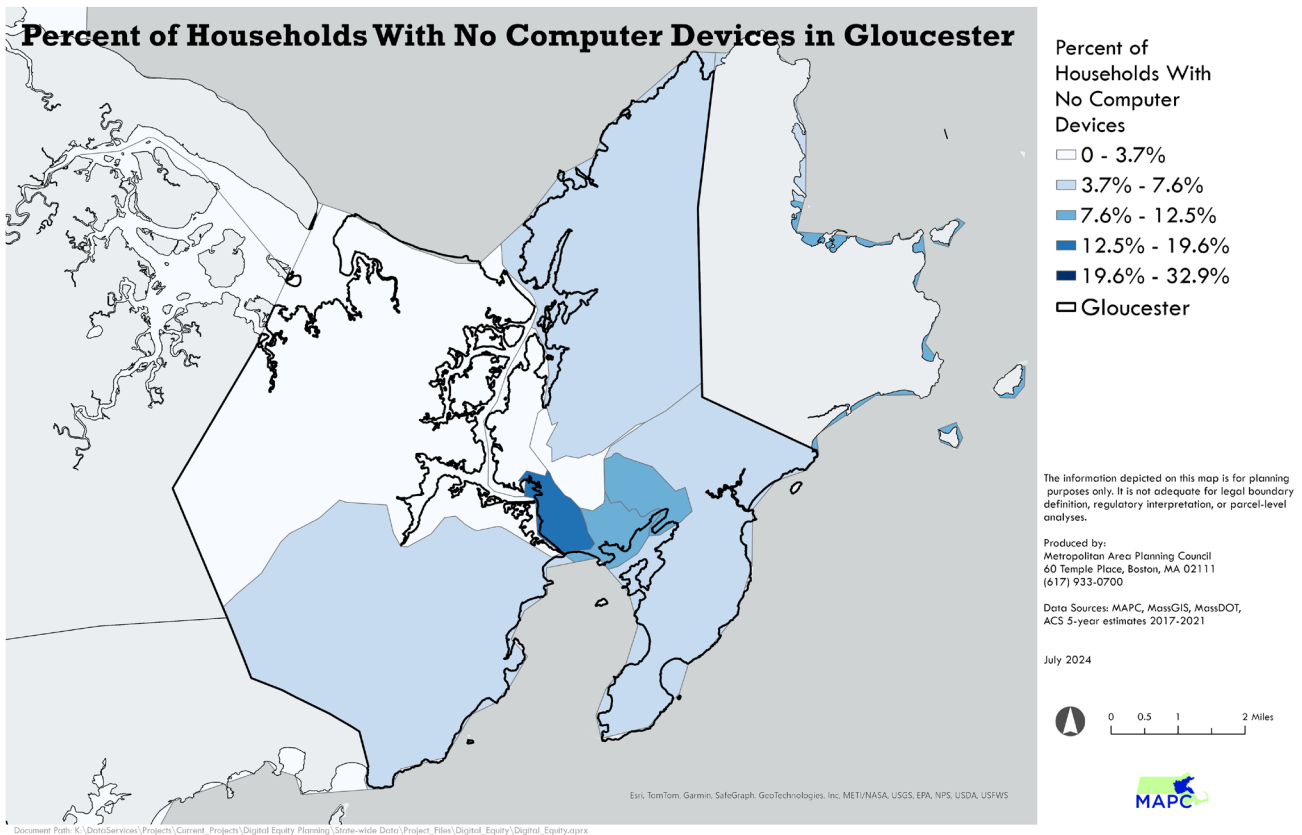 Percent of Households With No Computer Devices in Gloucester
Percent of
Households With
No Computer
Devices
0 - 3.7%
3.7% - 7.6%
7.6% - 12.5%
12.5% - 19.6%
19.6% - 32.9%
Gloucester
The information depicted on this map is for planning
purposes only. It is not adequate for legal boundary
definition, regulatory interpretation, or parcel-level
analyses.
Produced by:
Metropolitan Area Planning Council
60 Temple Place, Boston, MA 02111
(617) 933-0700
Data Sources: MAPC, MassGIS, MassDOT,
ACS 5-year estimates 2017-2021
July 2024
0 0.5 1 2 Miles
MAPC
Esri, TomTom, Garmin, SafeGraph, GeoTechnologies, Inc, METI/NASA, USGS, EPA, NPS, USDA, USFWS
Document Path: K:\DataServices\Projects\Current_Projects\Digital Equity Planning\State-wide Data\Project_Files\Digital_Equity\Digital_Equity.aprx